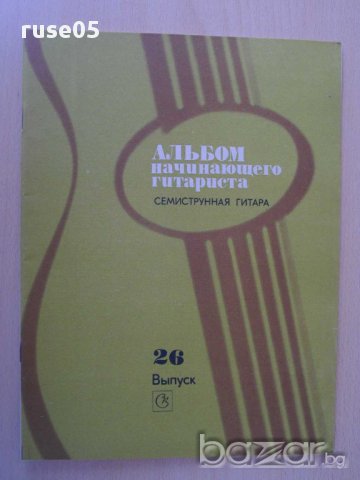 ruse05
АЛЬБОМ
начинающего
гитариста
СЕМИСТРУННАЯ ГИТАРА
26
Выпуск
bazar.bg